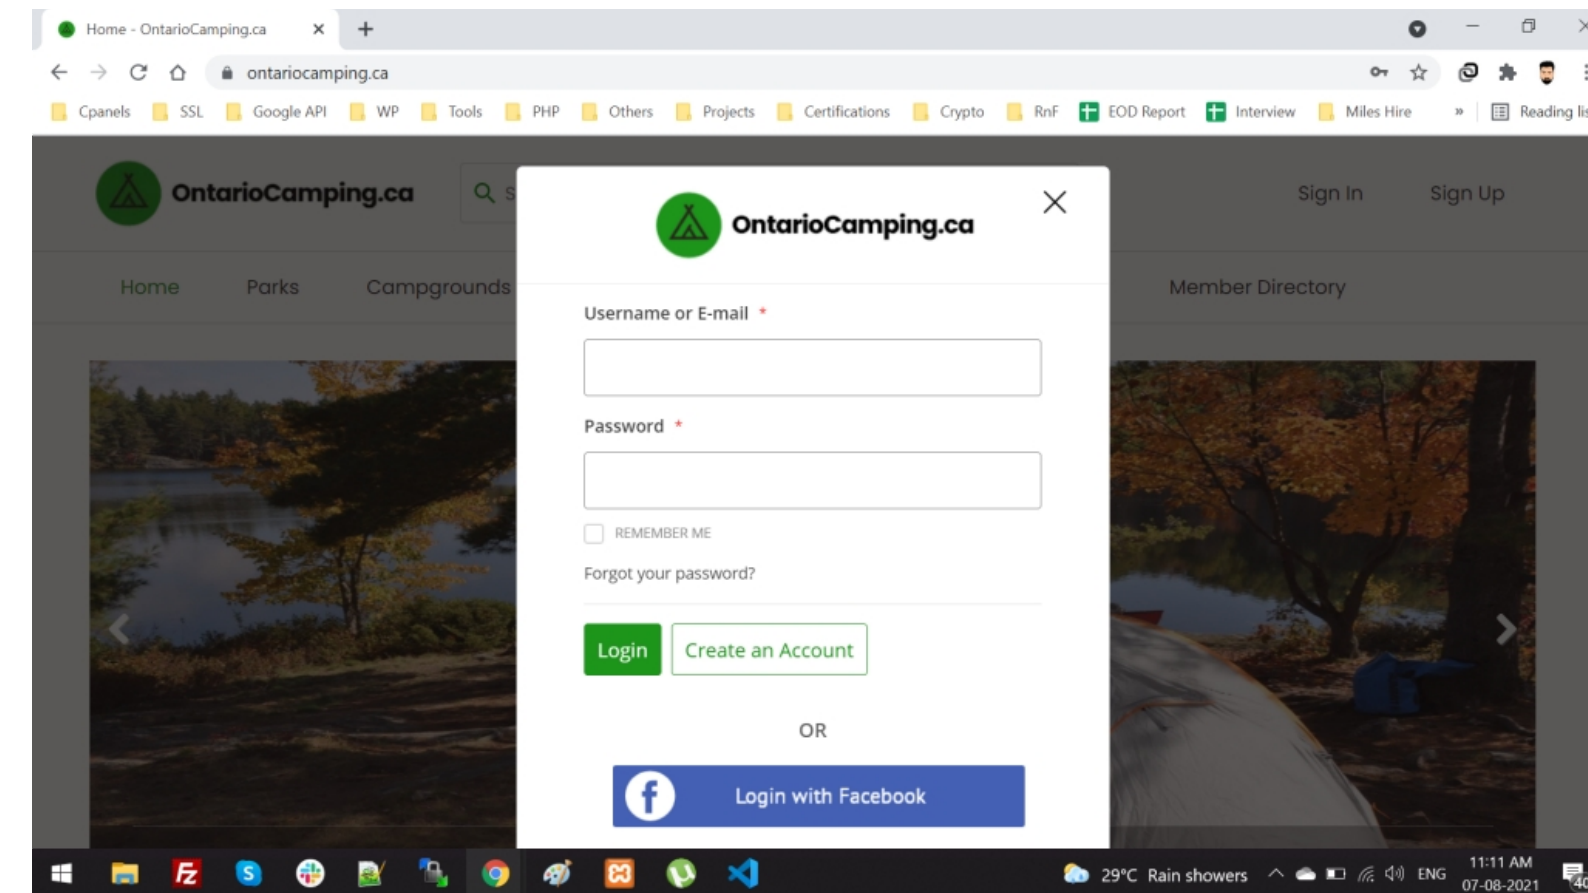 Home - OntarioCamping.ca
ontariocamping.ca
Cpanels SSL Google API WP Tools PHP Others Projects Certifications Crypto RnF EOD Report Interview Miles Hire » Reading
OntarioCamping.ca S Sign In Sign Up
OntarioCamping.ca
Home Parks Campgrounds Member Directory
Username or E-mail *
Password *
REMEMBER ME
Forgot your password?
Login Create an Account
OR
f Login with Facebook
29°C Rain showers ENG 11:11 AM
07-08-2021